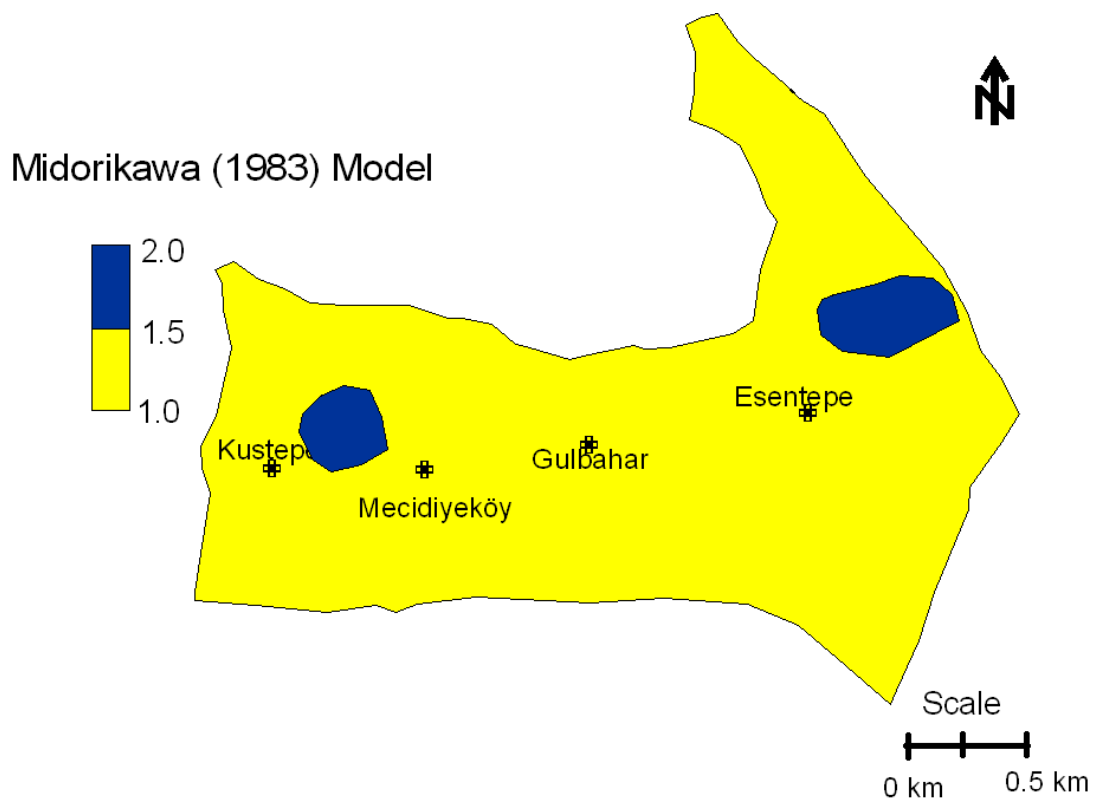 N
Midorikawa (1983) Model
2.0
1.5
1.0
Esentepe
Kustepe
Gulbahar
Mecidiyeköy
Scale
0 km
0.5 km